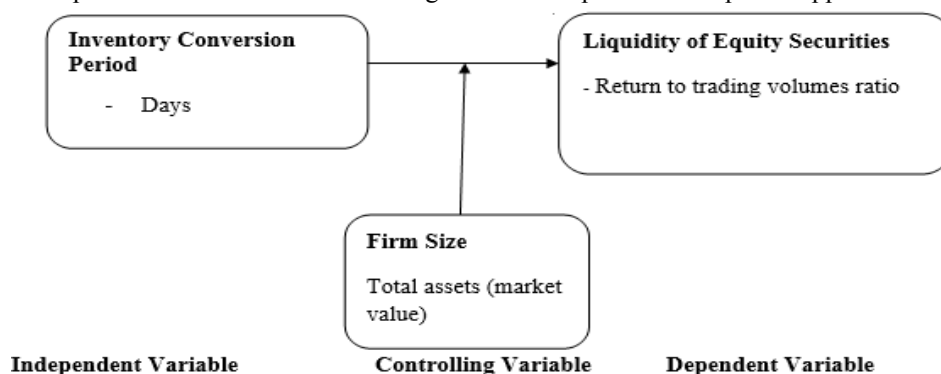 Inventory Conversion
Period
- Days
Liquidity of Equity Securities
- Return to trading volumes ratio
Firm Size
Total assets (market
value)
Independent Variable
Controlling Variable
Dependent Variable